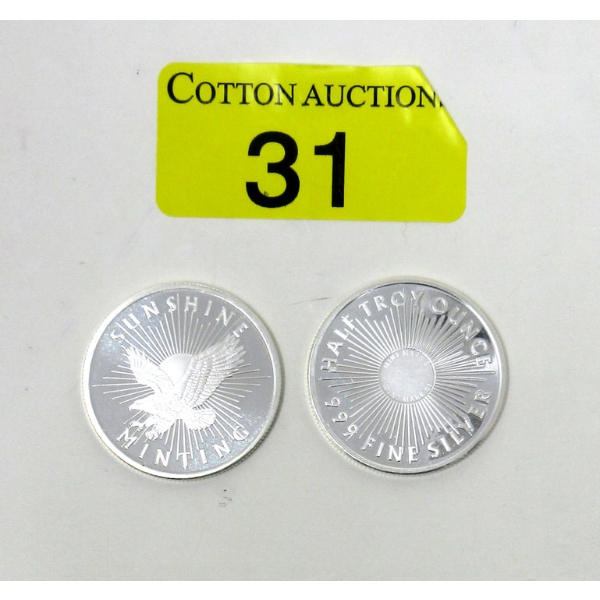 COTTON AUCTION
31
SUNSHINE
MINTING
HALF TROY OUNCE
999 FINE SILVER